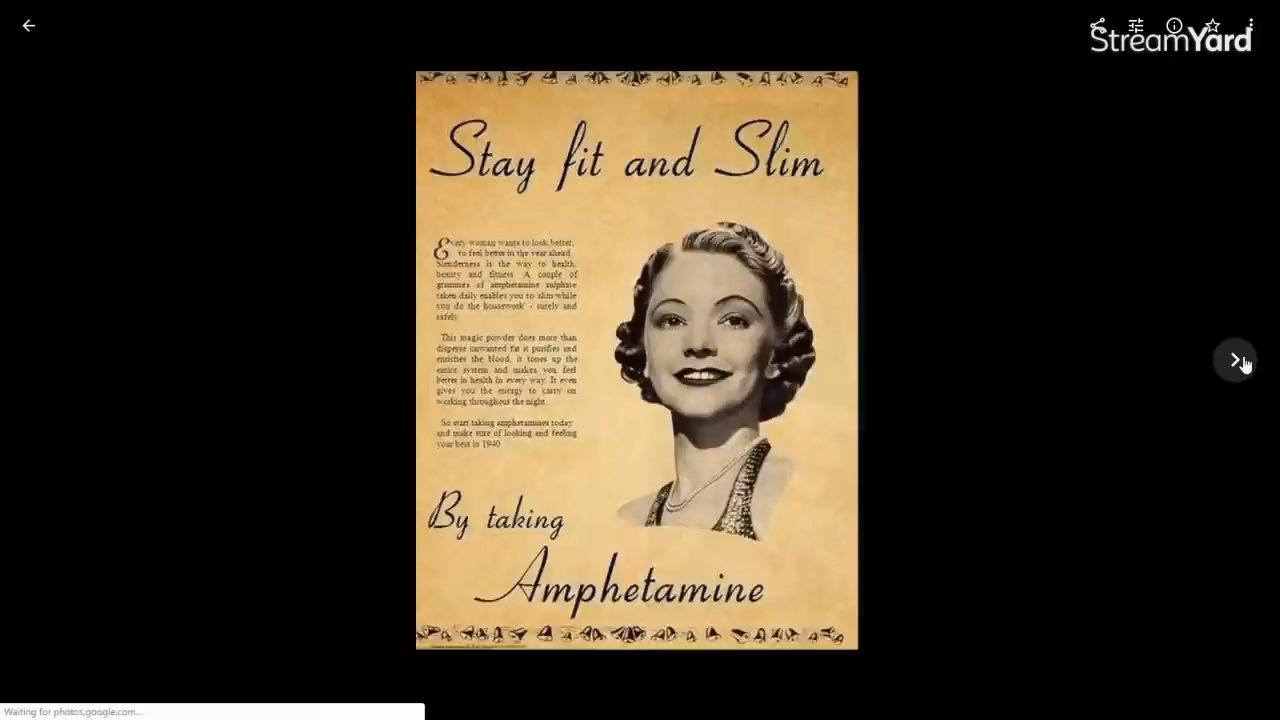 StreamYard
Stay fit and Slim
Every woman wants to look better,
to feel better in the year ahead
Slenderness is the way to health,
beauty and fitness A couple of
grammes of amphetamine sulphate
taken daily enables you to slim while
you do the housework' - surely and
safely.
This magic powder does more than
disperse unwanted fat it purifies and
enriches the blood, it tones up the
entire system and makes you feel
better in health in every way. It even
gives you the energy to carry on
working throughout the night.
So start taking amphetamines today
and make sure of looking and feeling
your best in 1940
By taking
Amphetamine
Waiting for photos.google.com...